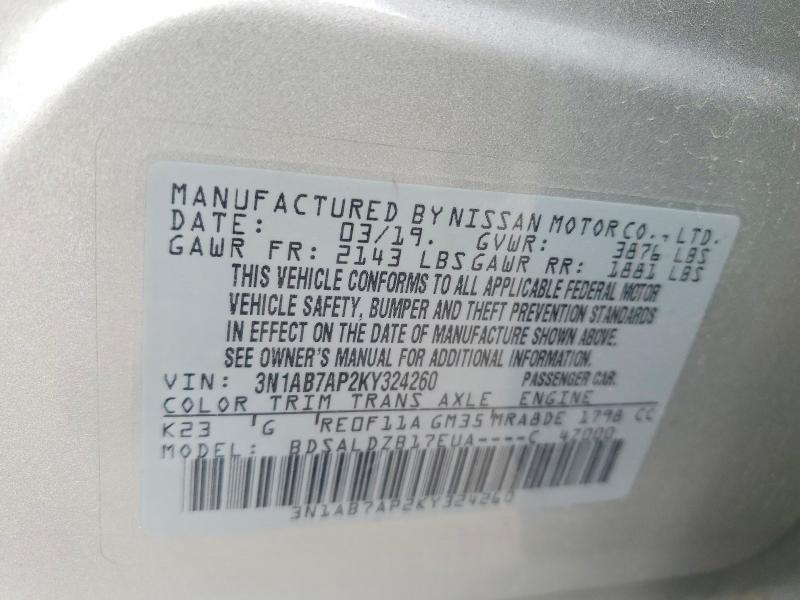 MANUFACTURED BY NISSAN MOTOR CO., LTD.
DATE: 03/19. GVWR: 3876 LBS
GAWR FR: 2143 LBS GAWR RR: 1881 LBS
THIS VEHICLE CONFORMS TO ALL APPLICABLE FEDERAL MOTOR
VEHICLE SAFETY, BUMPER AND THEFT PREVENTION STANDARDS
IN EFFECT ON THE DATE OF MANUFACTURE SHOWN ABOVE.
SEE OWNER'S MANUAL FOR ADDITIONAL INFORMATION.
VIN: 3N1AB7AP2KY324260 PASSENGER CAR
COLOR TRIM TRANS AXLE ENGINE
K23 G RE0F11A GM35 MRA8DE 1798 CC
MODEL: BDSALDZB17EUA----C 47000
3N1AB7AP2KY324260